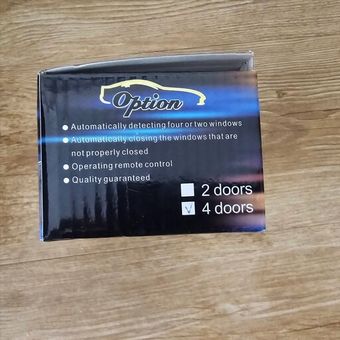 Option
Automatically detecting four or two windows
Automatically closing the windows that are
not properly closed
Operating remote control
Quality guaranteed
2 doors
4 doors